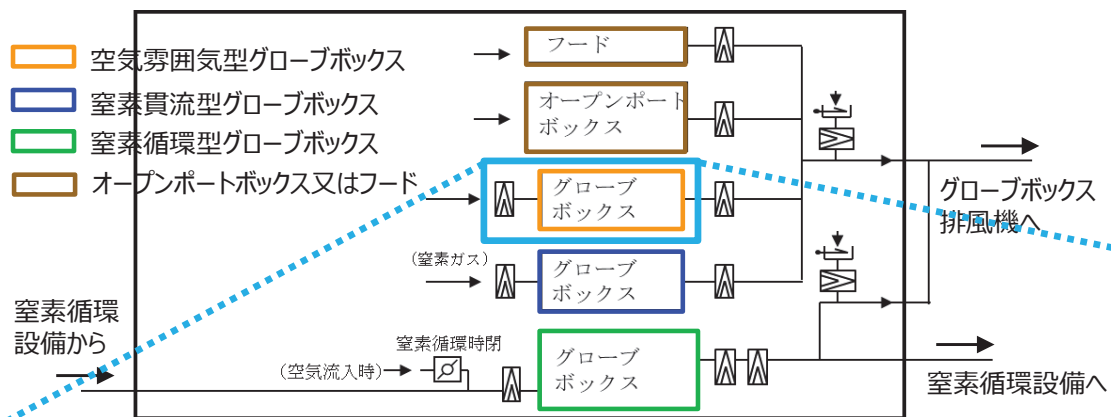 空気雰囲気型グローブボックス
窒素貫流型グローブボックス
窒素循環型グローブボックス
オープンポートボックス又はフード
フード
オープンポート
ボックス
グローブ
ボックス
グローブボックス
排風機へ
(窒素ガス)
グローブ
ボックス
窒素循環
設備から
窒素循環時閉
(空気流入時)
グローブ
ボックス
窒素循環設備へ